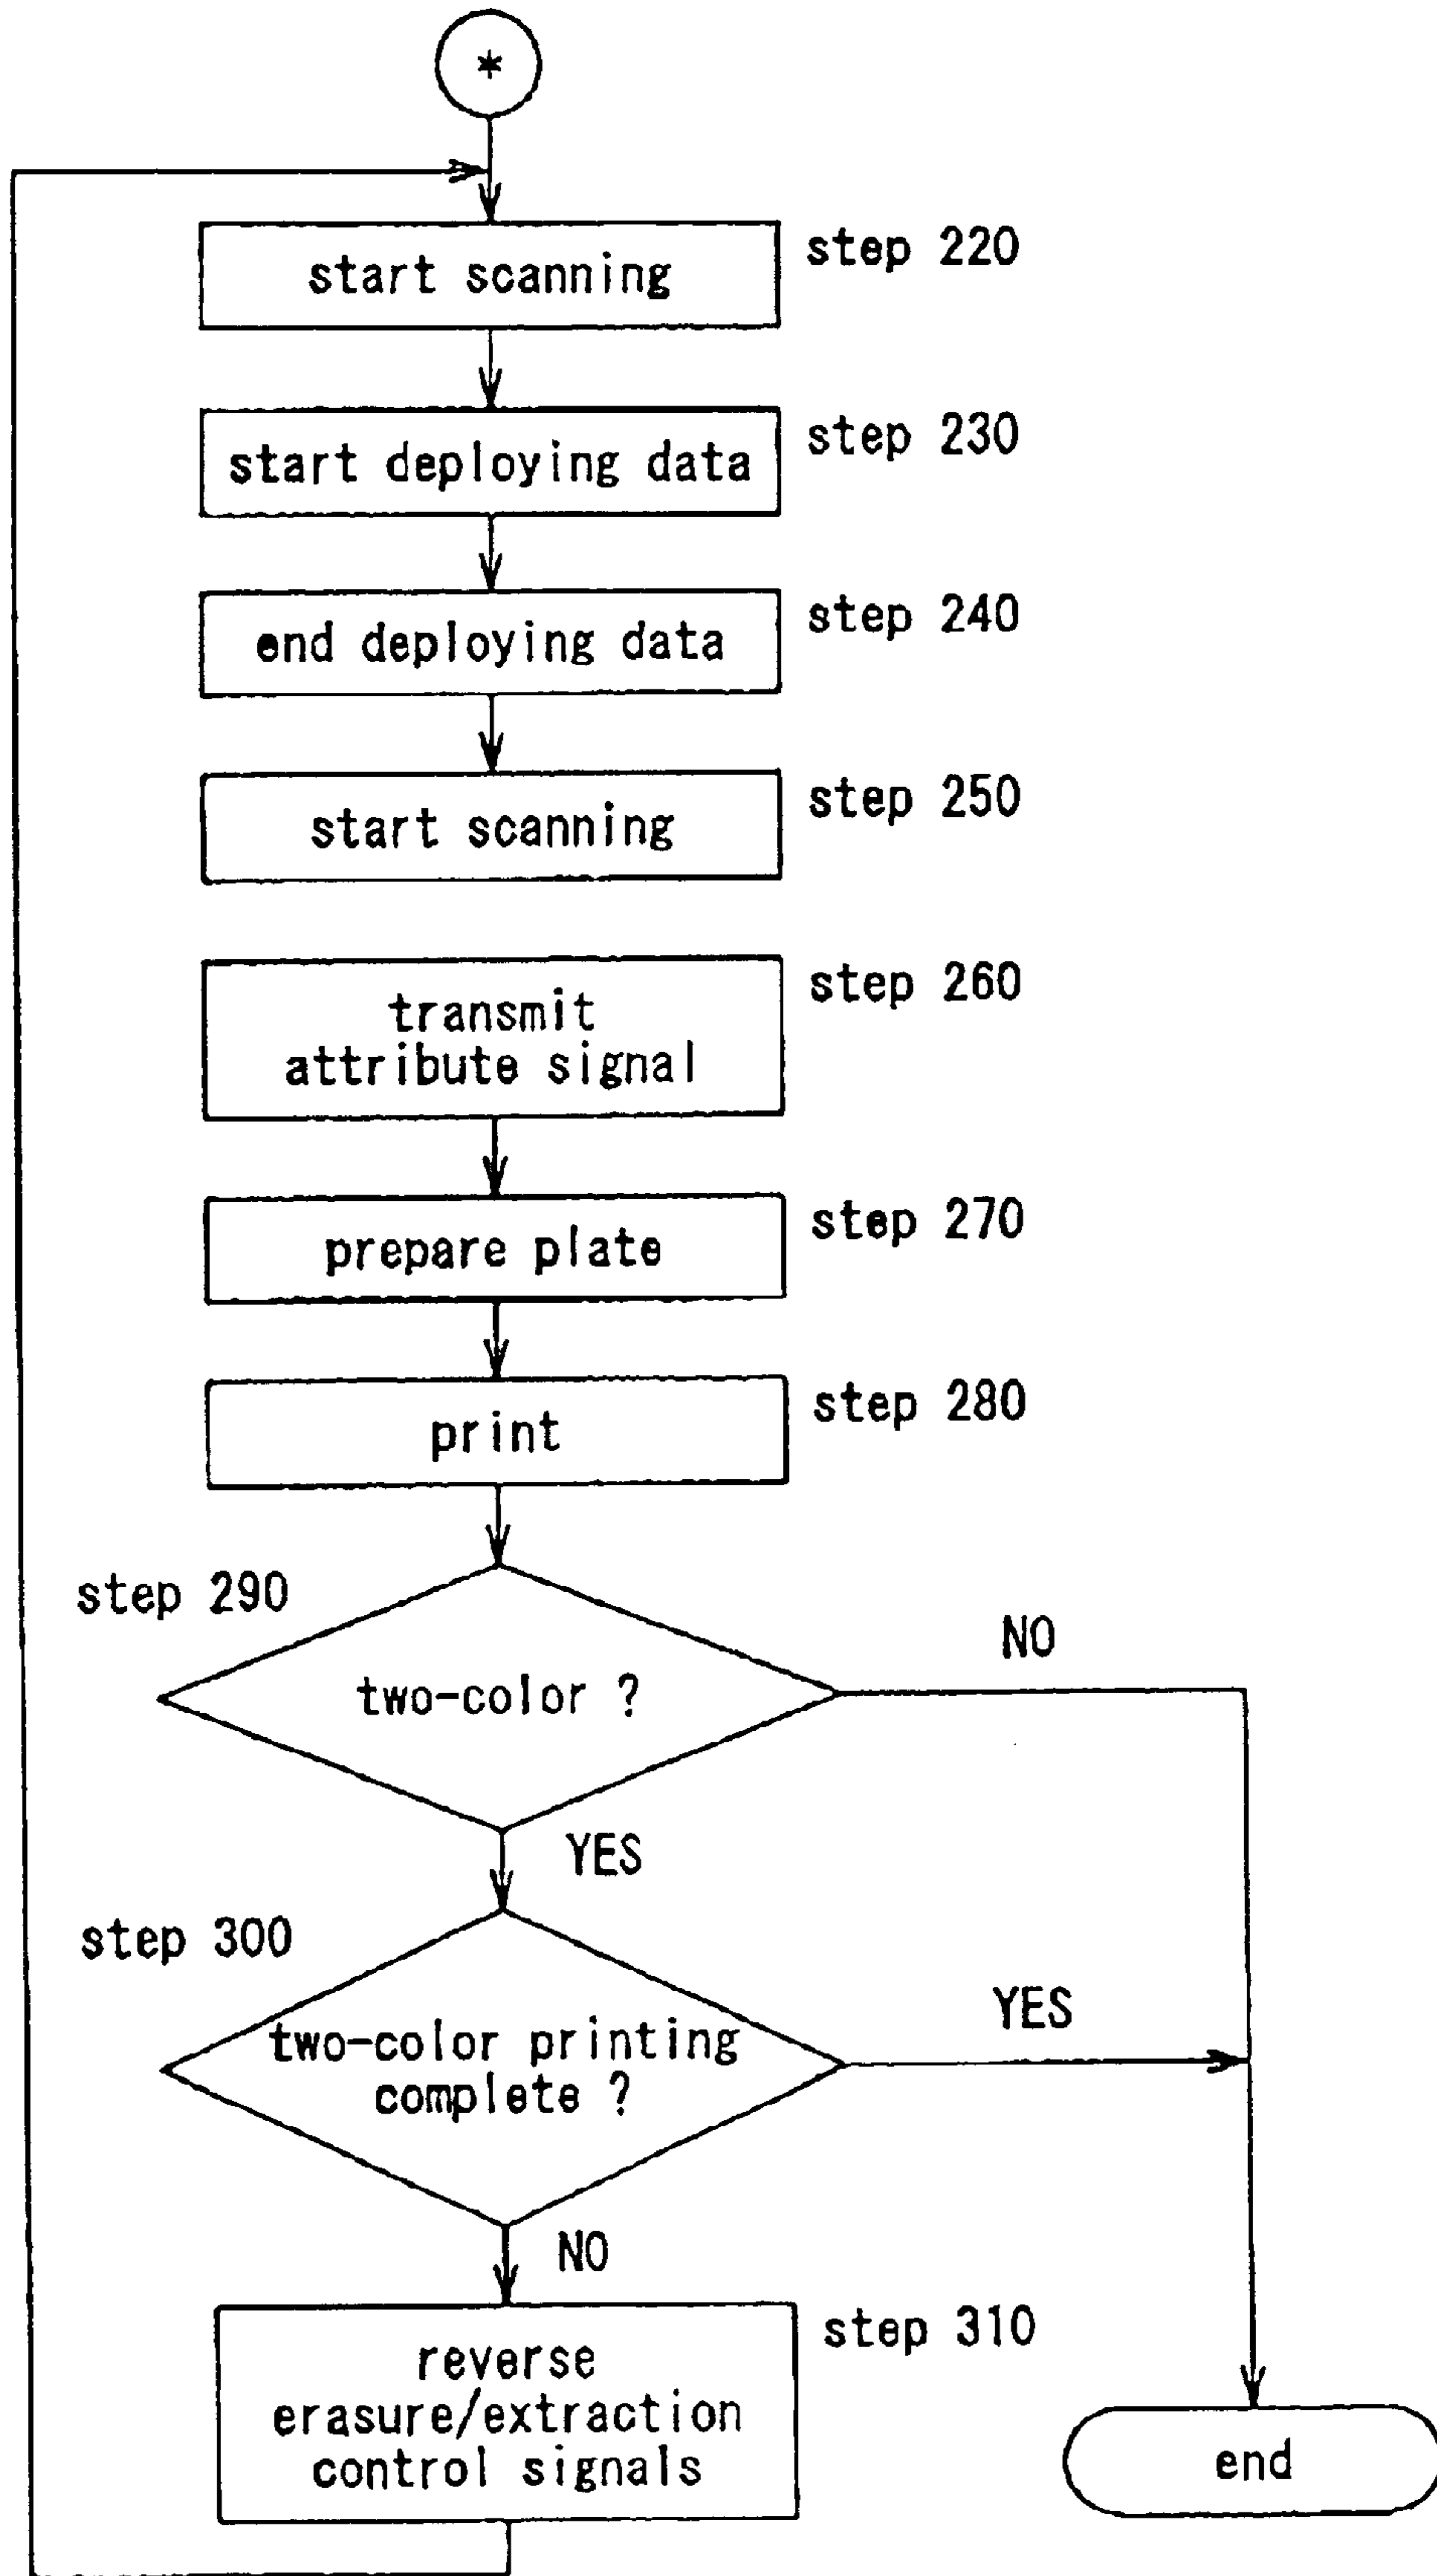 *
start scanning
step 220
start deploying data
step 230
end deploying data
step 240
start scanning
step 250
transmit
attribute signal
step 260
prepare plate
step 270
print
step 280
step 290
two-color ?
NO
YES
step 300
two-color printing
complete ?
YES
NO
reverse
erasure/extraction
control signals
step 310
end